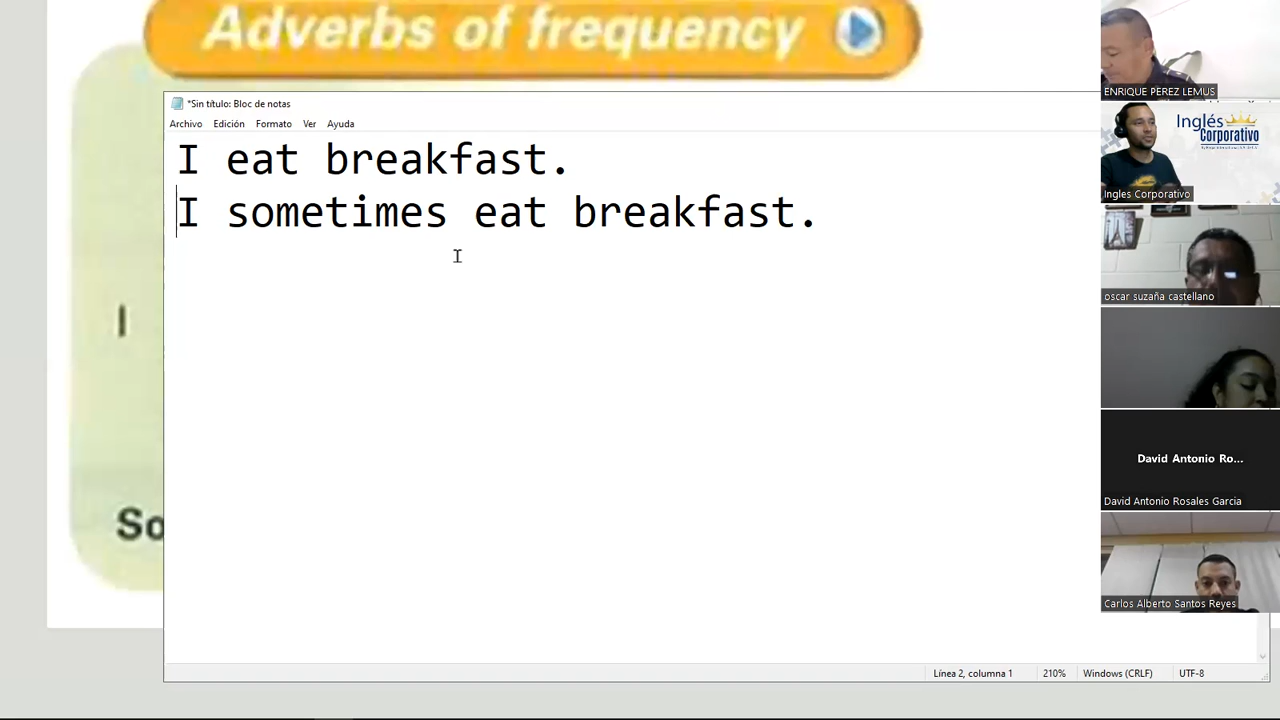 Adverbs of frequency
*Sin título: Bloc de notas
Archivo Edición Formato Ver Ayuda
I eat breakfast.
I sometimes eat breakfast.
I
So
Línea 2, columna 1 210% Windows (CRLF) UTF-8
ENRIQUE PEREZ LEMUS
Inglés
Corporativo
Ingles Corporativo
oscar suzaña castellano
David Antonio Ro...
David Antonio Rosales Garcia
Carlos Alberto Santos Reyes